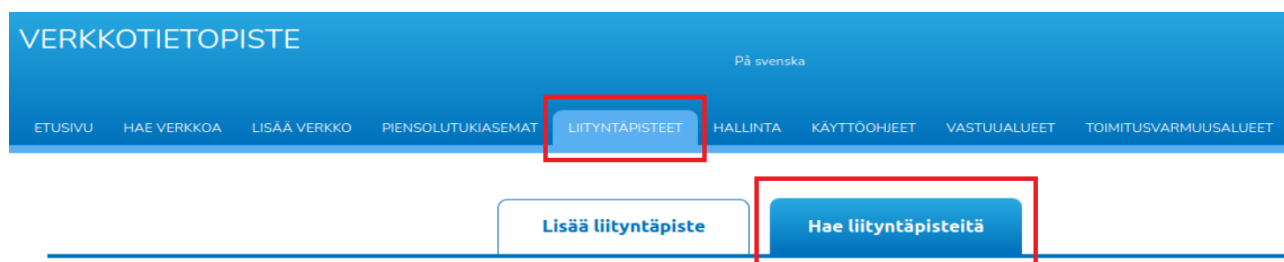 VERKKOTIETOPISTE
På svenska
ETUSIVU HAE VERKKOA LISÄÄ VERKKO PIENSOLUTUKIASEMAT LIITYNTÄPISTEET HALLINTA KÄYTTÖOHJEET VASTUUALUEET TOIMITUSVARMUUSALUEET
Lisää liityntäpiste Hae liityntäpisteitä